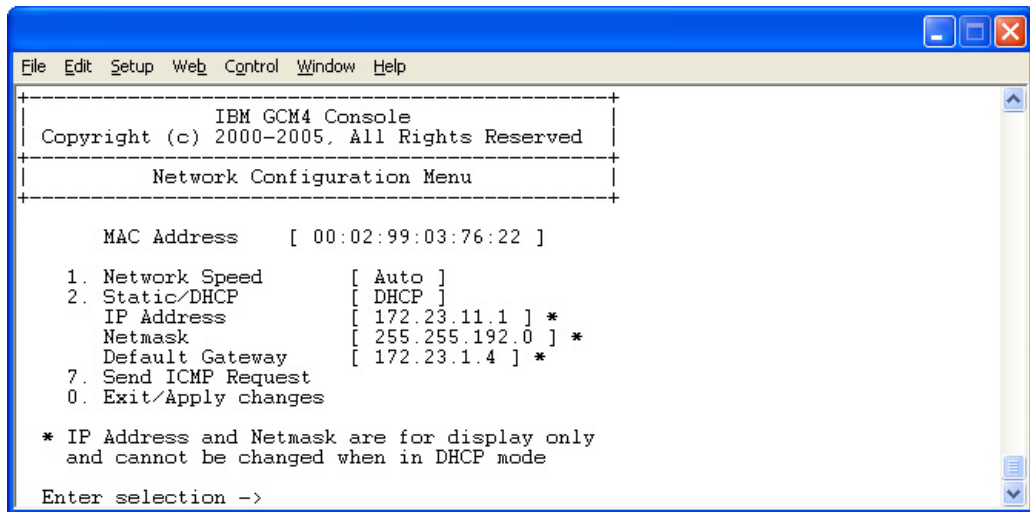 File Edit Setup Web Control Window Help
+--------------------------------------------------+
| IBM GCM4 Console |
| Copyright (c) 2000-2005, All Rights Reserved |
+--------------------------------------------------+
| Network Configuration Menu |
+--------------------------------------------------+
MAC Address [ 00:02:99:03:76:22 ]
1. Network Speed [ Auto ]
2. Static/DHCP [ DHCP ]
IP Address [ 172.23.11.1 ] *
Netmask [ 255.255.192.0 ] *
Default Gateway [ 172.23.1.4 ] *
7. Send ICMP Request
0. Exit/Apply changes
* IP Address and Netmask are for display only
and cannot be changed when in DHCP mode
Enter selection ->